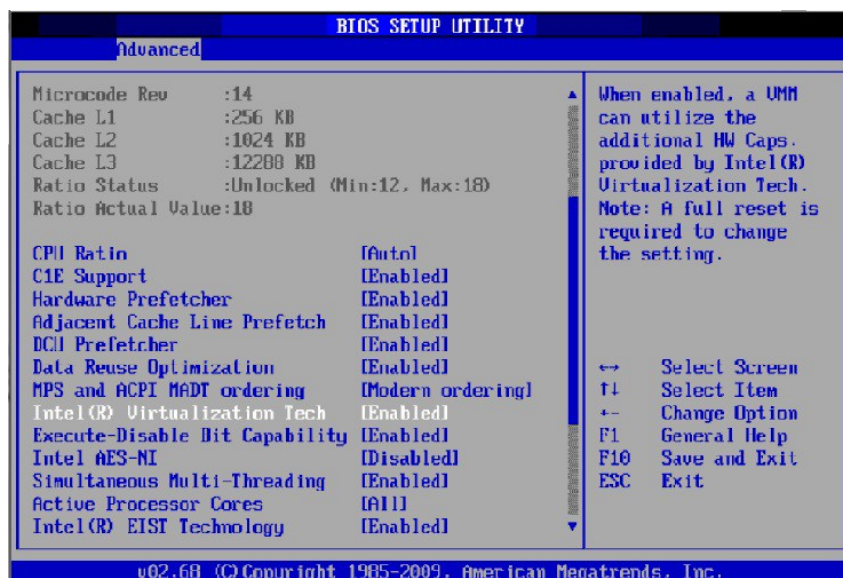 BIOS SETUP UTILITY
Advanced
Microcode Rev :14
Cache L1 :256 KB
Cache L2 :1024 KB
Cache L3 :12288 KB
Ratio Status :Unlocked (Min:12, Max:18)
Ratio Actual Value:18
CPU Ratio [Auto]
C1E Support [Enabled]
Hardware Prefetcher [Enabled]
Adjacent Cache Line Prefetch [Enabled]
DCU Prefetcher [Enabled]
Data Reuse Optimization [Enabled]
MPS and ACPI MADT ordering [Modern ordering]
Intel(R) Virtualization Tech [Enabled]
Execute-Disable Bit Capability [Enabled]
Intel AES-NI [Disabled]
Simultaneous Multi-Threading [Enabled]
Active Processor Cores [All]
Intel(R) EIST Technology [Enabled]
When enabled, a VMM
can utilize the
additional HW Caps.
provided by Intel(R)
Virtualization Tech.
Note: A full reset is
required to change
the setting.
↔ Select Screen
↑↓ Select Item
+- Change Option
F1 General Help
F10 Save and Exit
ESC Exit
v02.68 (C)Copyright 1985-2009, American Megatrends, Inc.